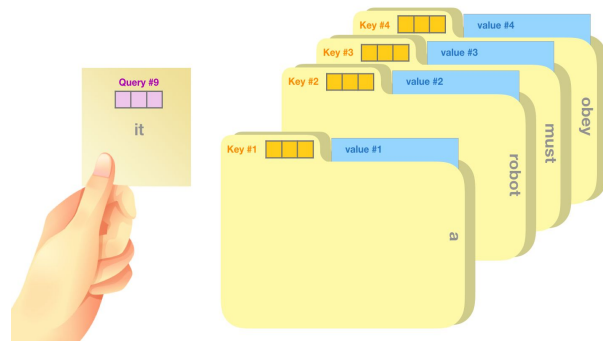 Query #9
it
Key #4 value #4
Key #3 value #3
Key #2 value #2
Key #1 value #1
obey
must
robot
a